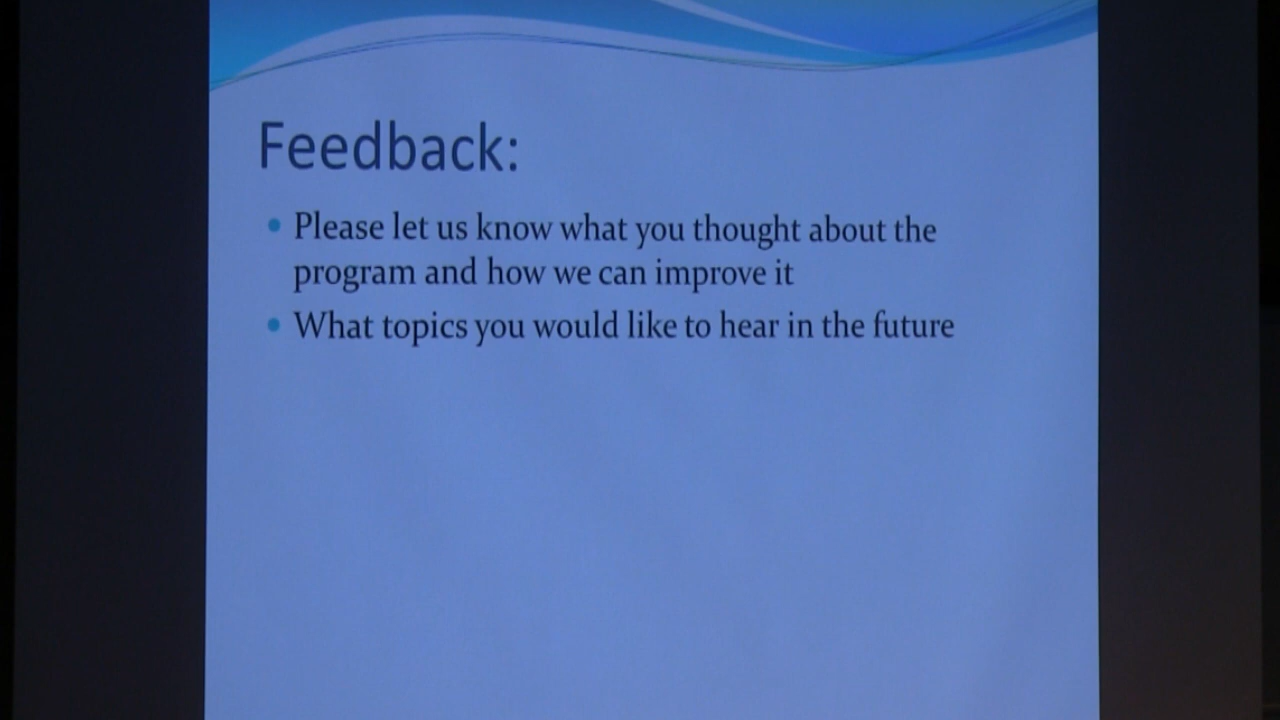 Feedback:
Please let us know what you thought about the
program and how we can improve it
What topics you would like to hear in the future